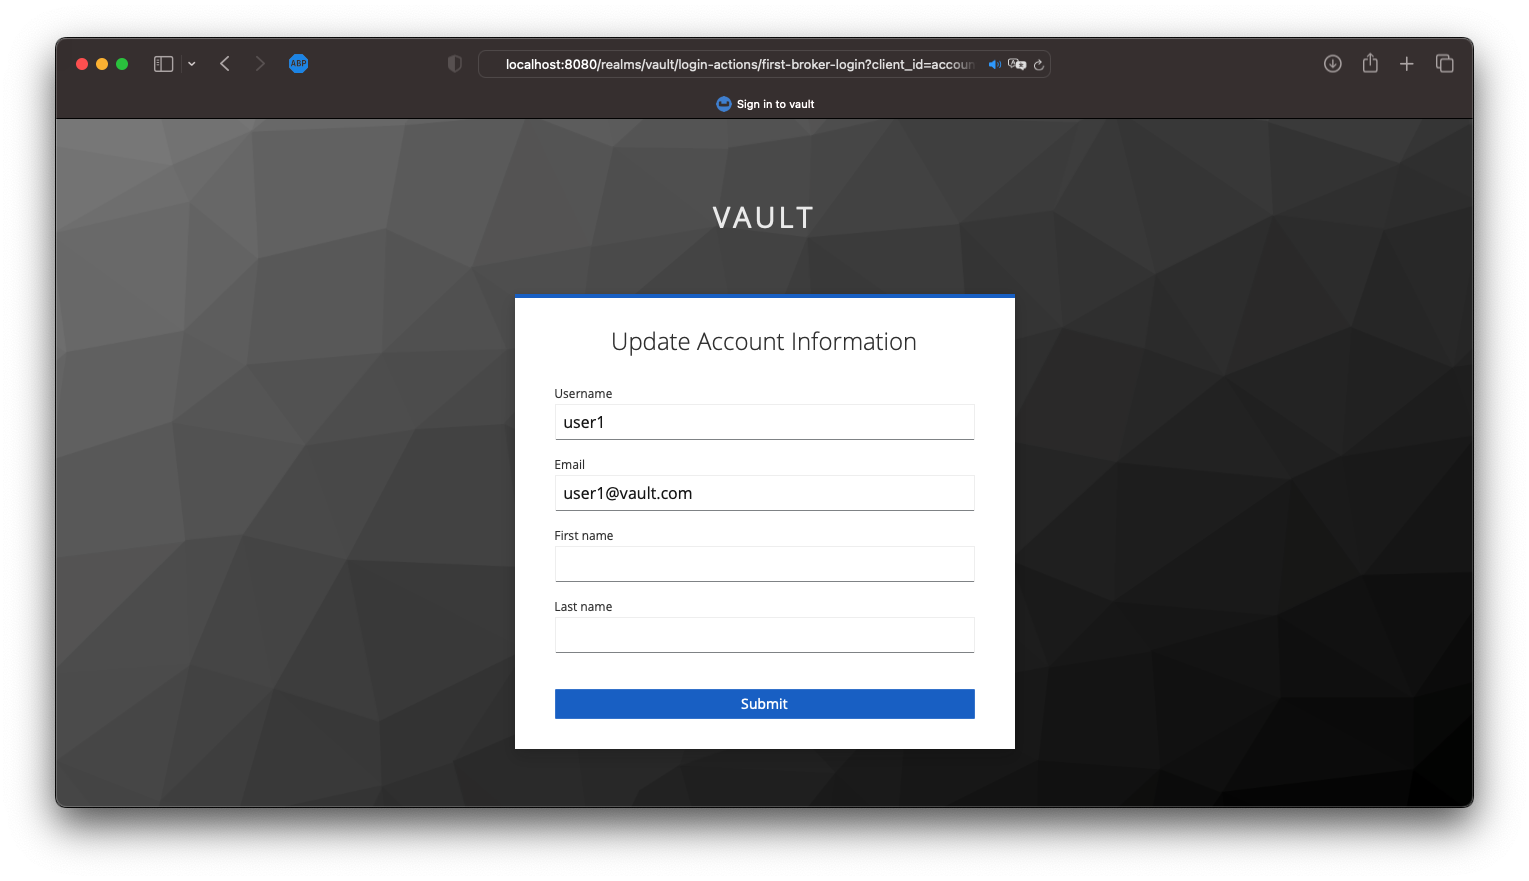 ABP
localhost:8080/realms/vault/login-actions/first-broker-login?client_id=accoun
Sign in to vault
VAULT
Update Account Information
Username
user1
Email
user1@vault.com
First name
Last name
Submit